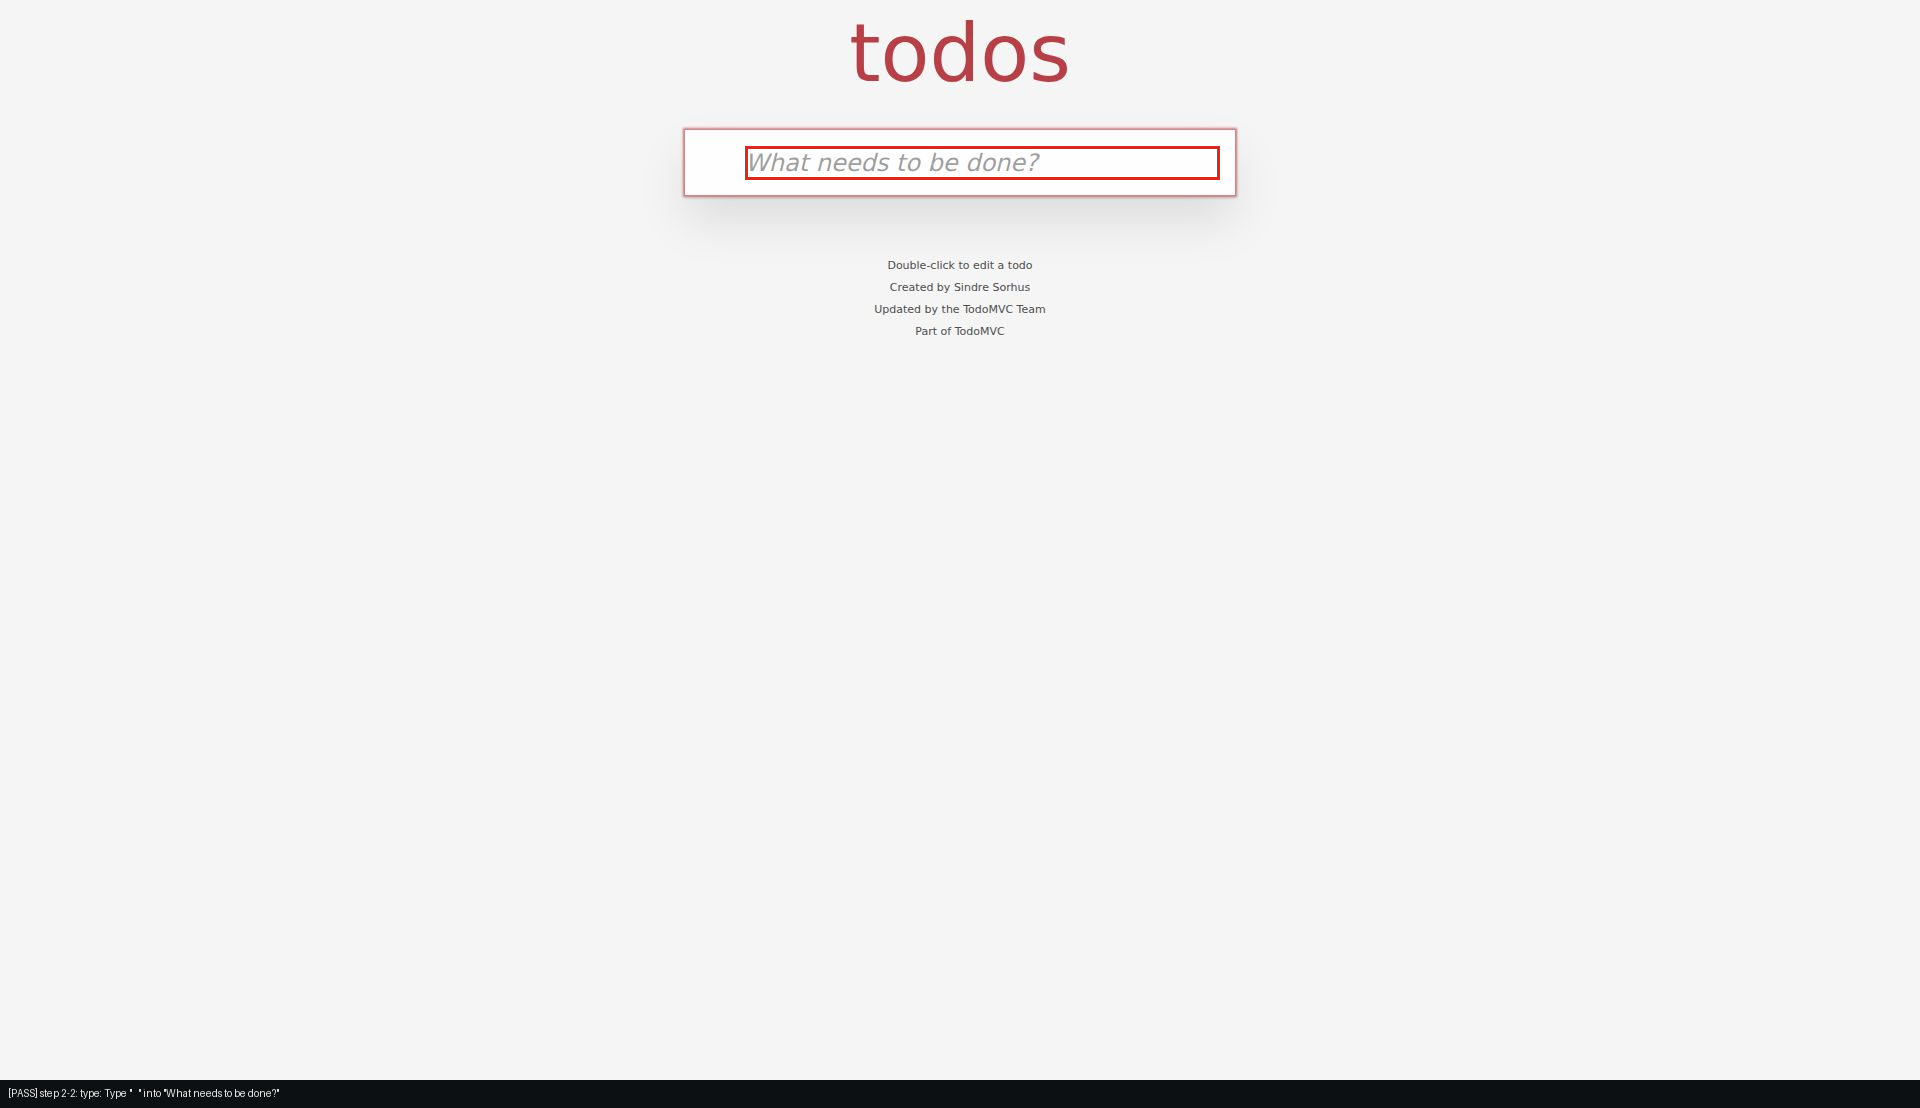 todos
What needs to be done?
Double-click to edit a todo
Created by Sindre Sorhus
Updated by the TodoMVC Team
Part of TodoMVC
[PASS] step 2-2: type: Type "   " into "What needs to be done?"